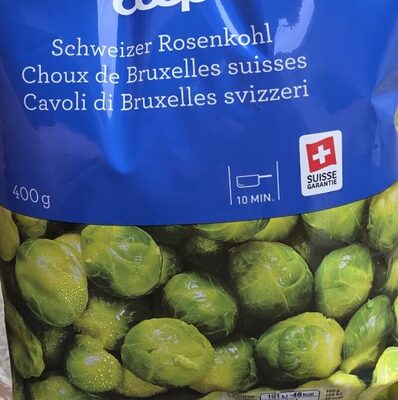 Schweizer Rosenkohl
Choux de Bruxelles suisses
Cavoli di Bruxelles svizzeri
SUISSE
GARANTIE
400g
10 MIN.